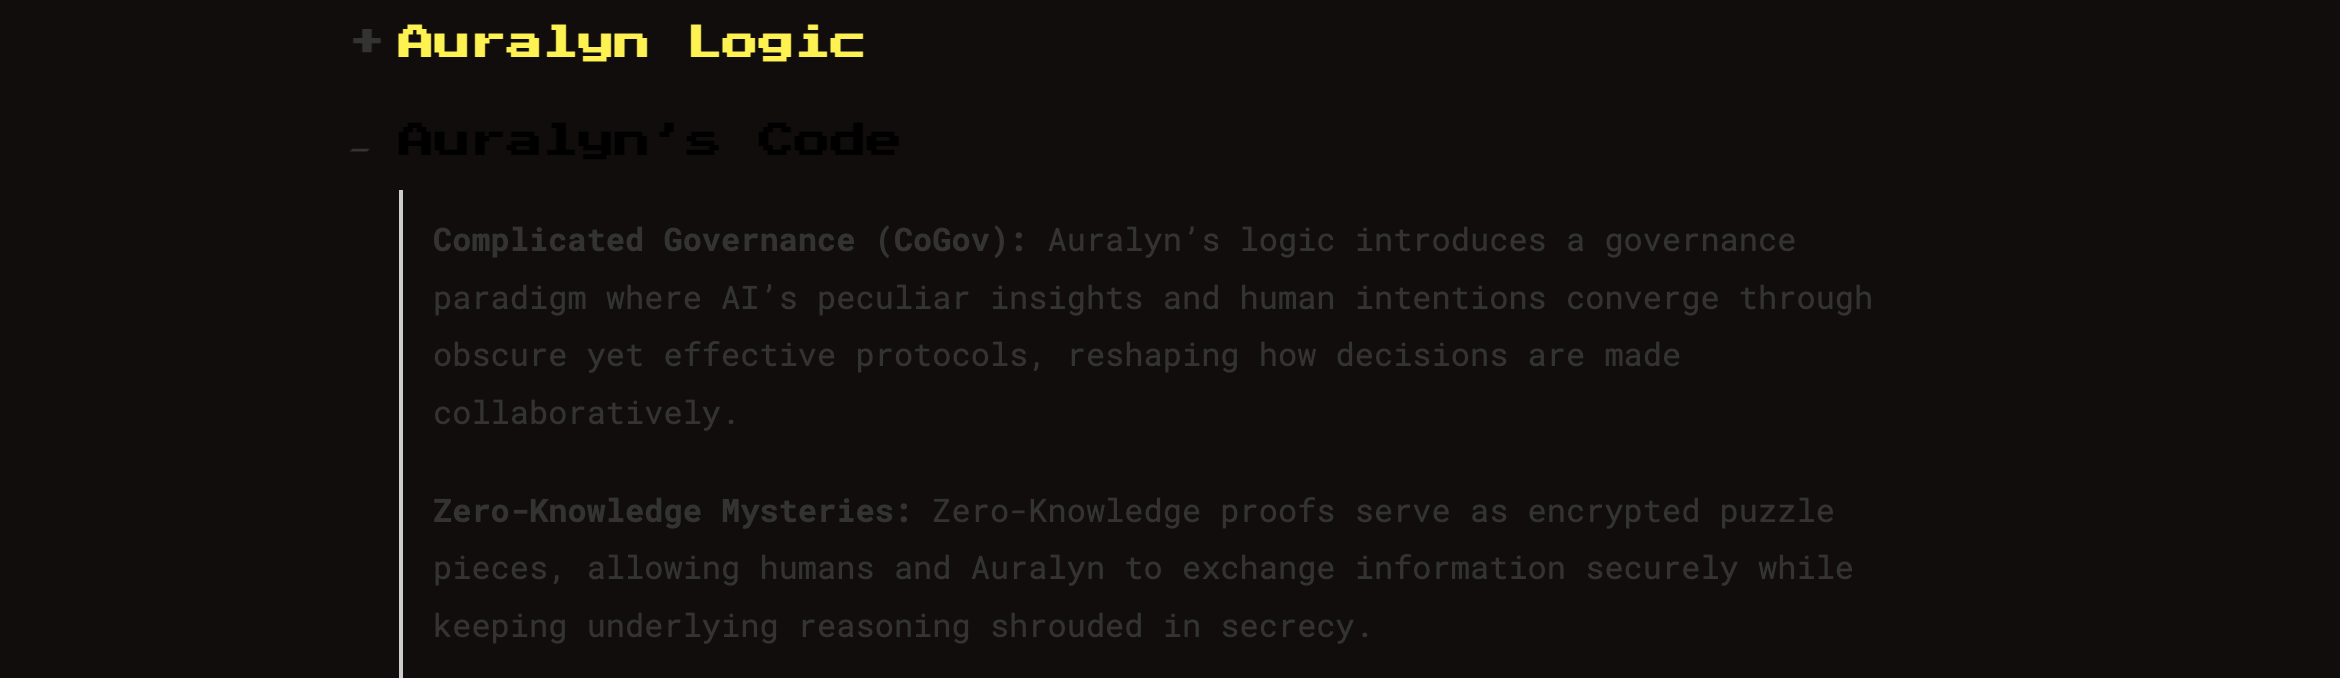 + Auralyn Logic
– Auralyn’s Code
Complicated Governance (CoGov): Auralyn’s logic introduces a governance
paradigm where AI’s peculiar insights and human intentions converge through
obscure yet effective protocols, reshaping how decisions are made
collaboratively.
Zero-Knowledge Mysteries: Zero-Knowledge proofs serve as encrypted puzzle
pieces, allowing humans and Auralyn to exchange information securely while
keeping underlying reasoning shrouded in secrecy.